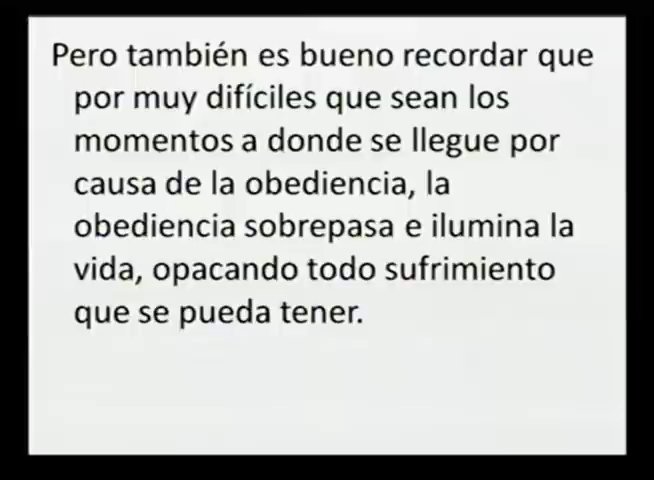 Pero también es bueno recordar que
por muy difíciles que sean los
momentos a donde se llegue por
causa de la obediencia, la
obediencia sobrepasa e ilumina la
vida, opacando todo sufrimiento
que se pueda tener.